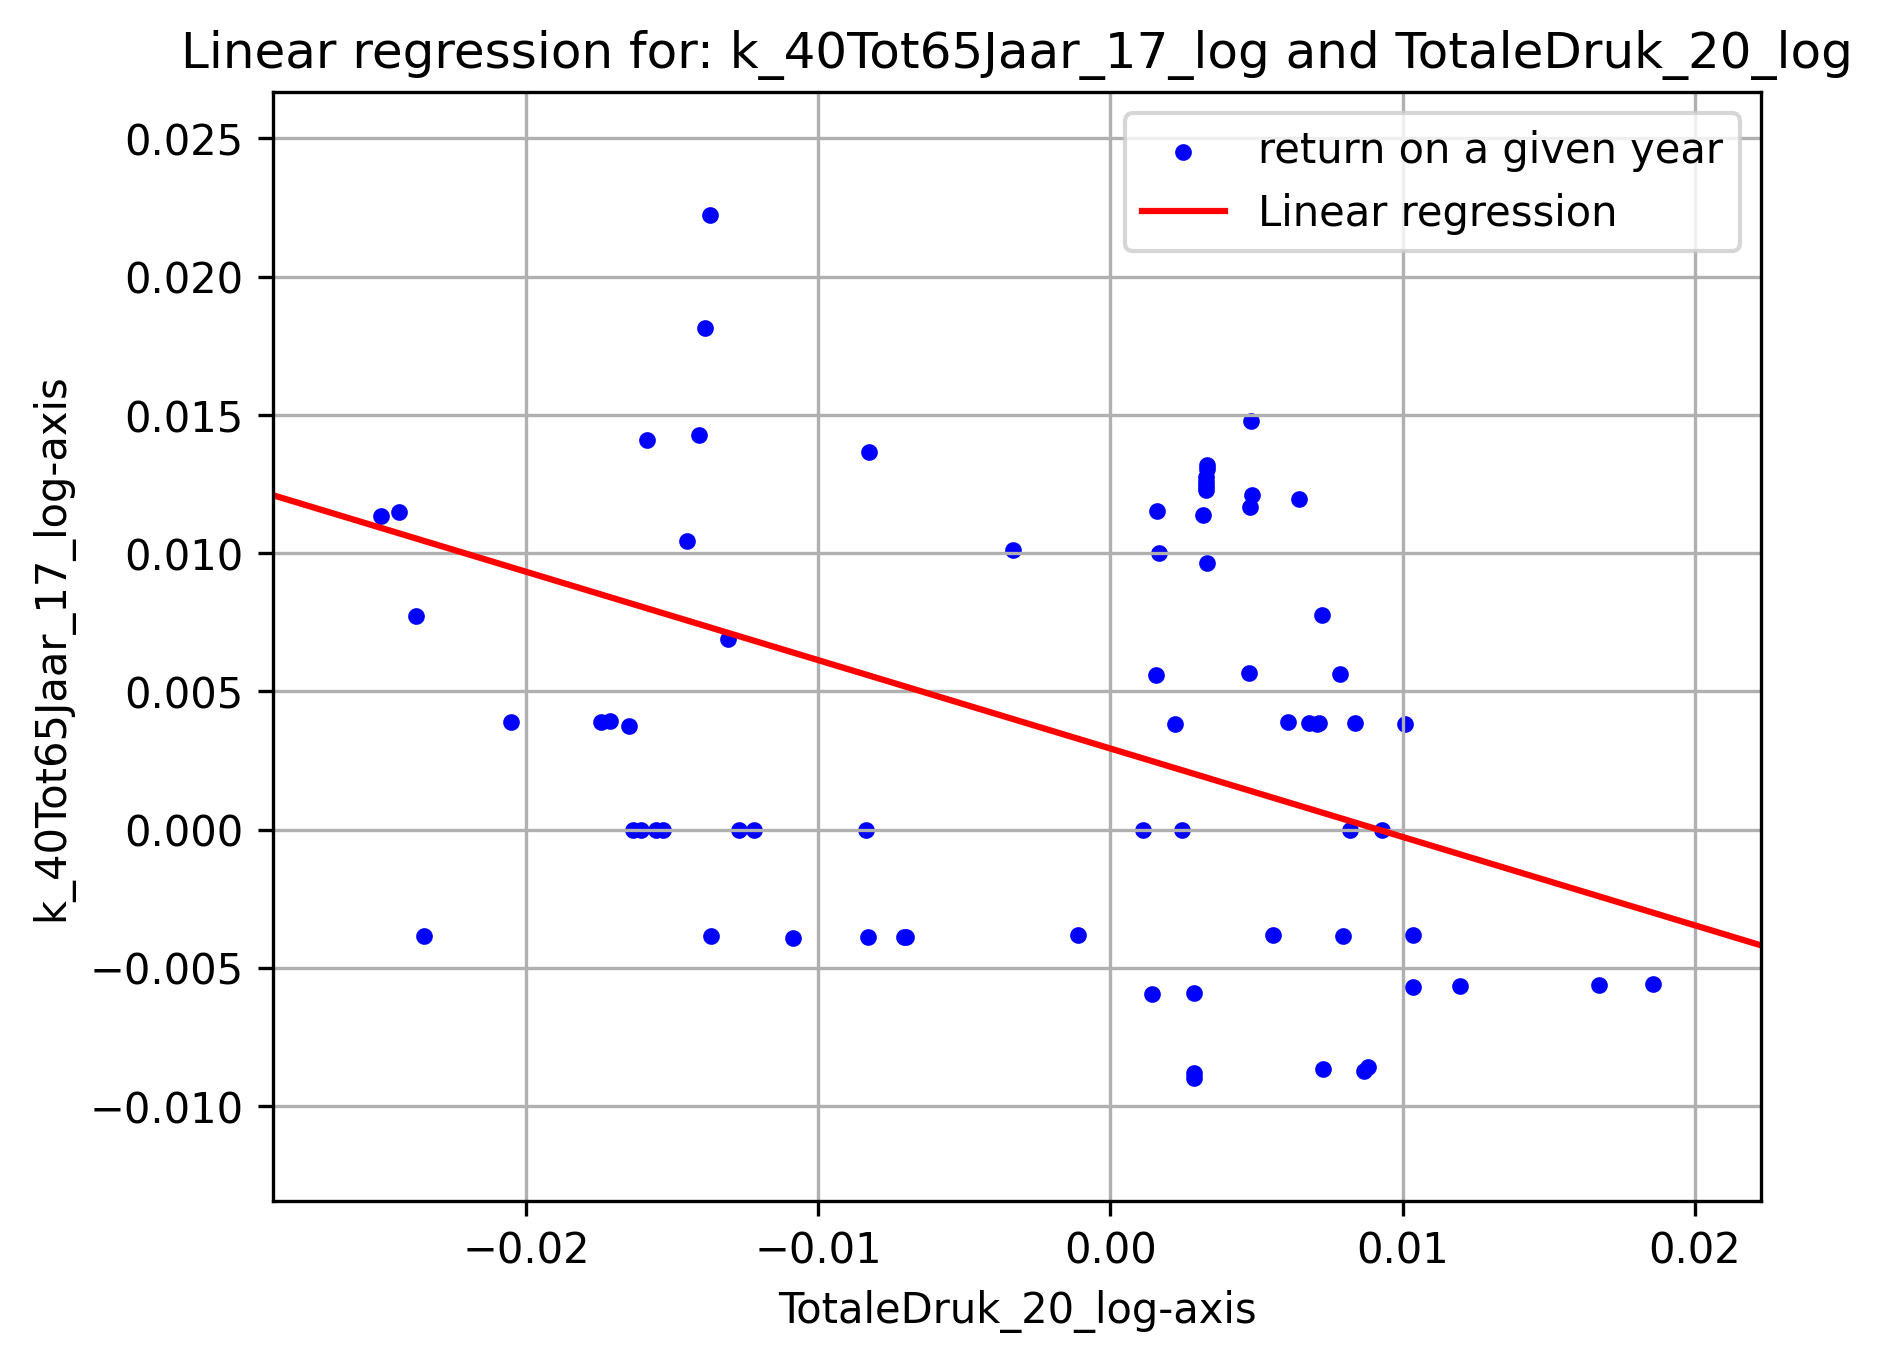 Linear regression for: k_40Tot65Jaar_17_log and TotaleDruk_20_log
return on a given year
Linear regression
k_40Tot65Jaar_17_log-axis
0.025
0.020
0.015
0.010
0.005
0.000
−0.005
−0.010
−0.02
−0.01
0.00
0.01
0.02
TotaleDruk_20_log-axis